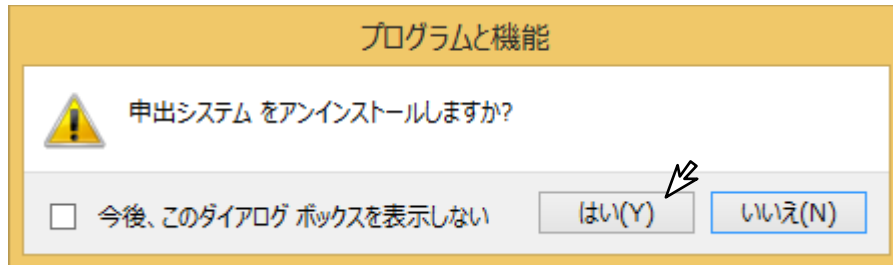 プログラムと機能
申出システム をアンインストールしますか?
今後、このダイアログ ボックスを表示しない はい(Y) いいえ(N)